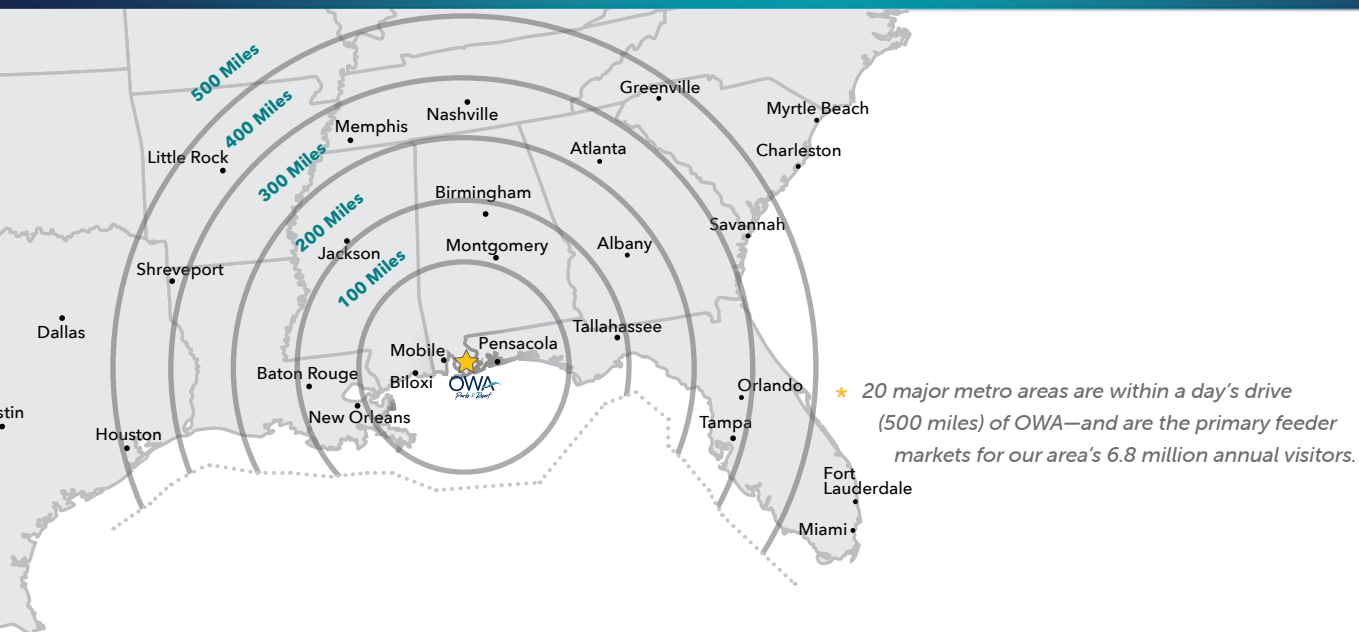 500 Miles
400 Miles
300 Miles
200 Miles
100 Miles
Greenville
Nashville
Myrtle Beach
Memphis
Little Rock
Atlanta
Charleston
Birmingham
Savannah
Jackson
Montgomery
Albany
Shreveport
Dallas
Tallahassee
Mobile
Pensacola
Baton Rouge
Biloxi
OWA
Parks & Resort
New Orleans
Orlando
stin
Houston
Tampa
Fort
Lauderdale
Miami
* 20 major metro areas are within a day's drive
(500 miles) of OWA—and are the primary feeder
markets for our area's 6.8 million annual visitors.